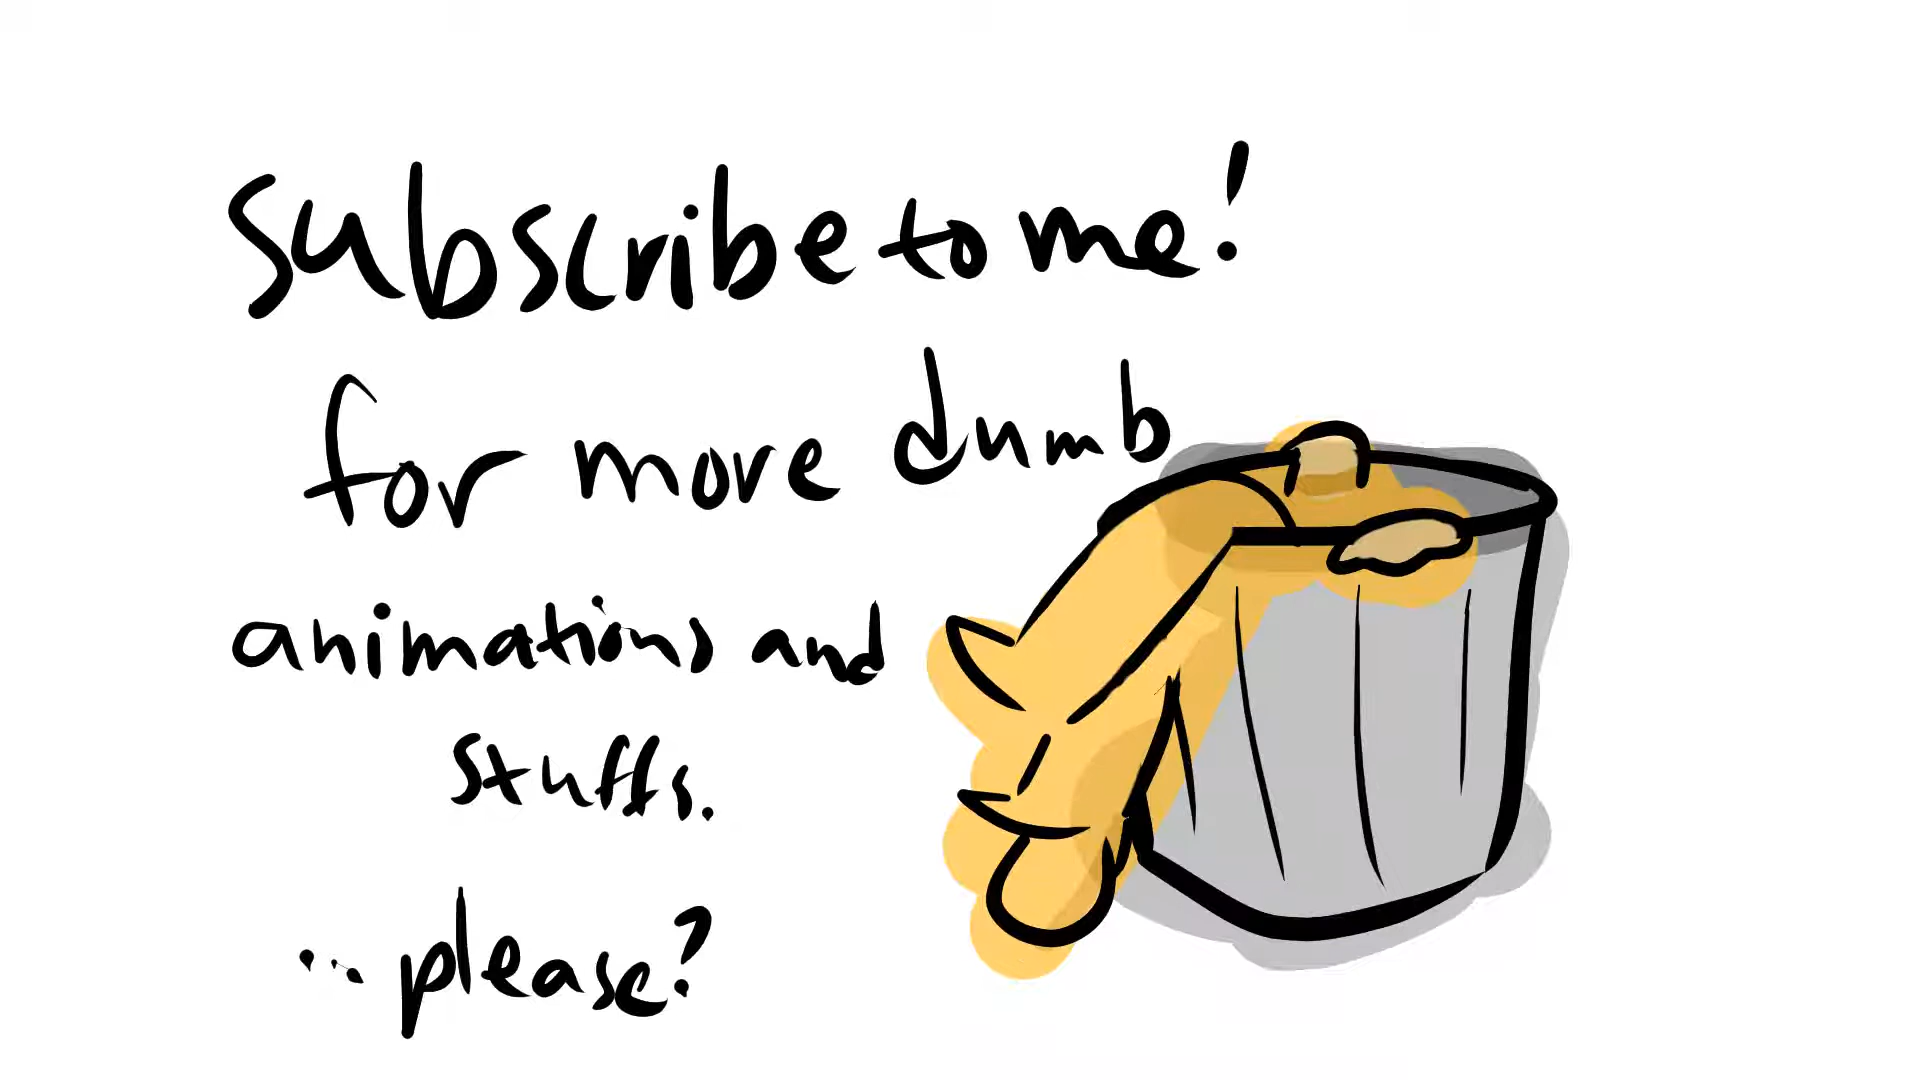 subscribe to me!
for more dumb
animations and
stuffs.
...please?